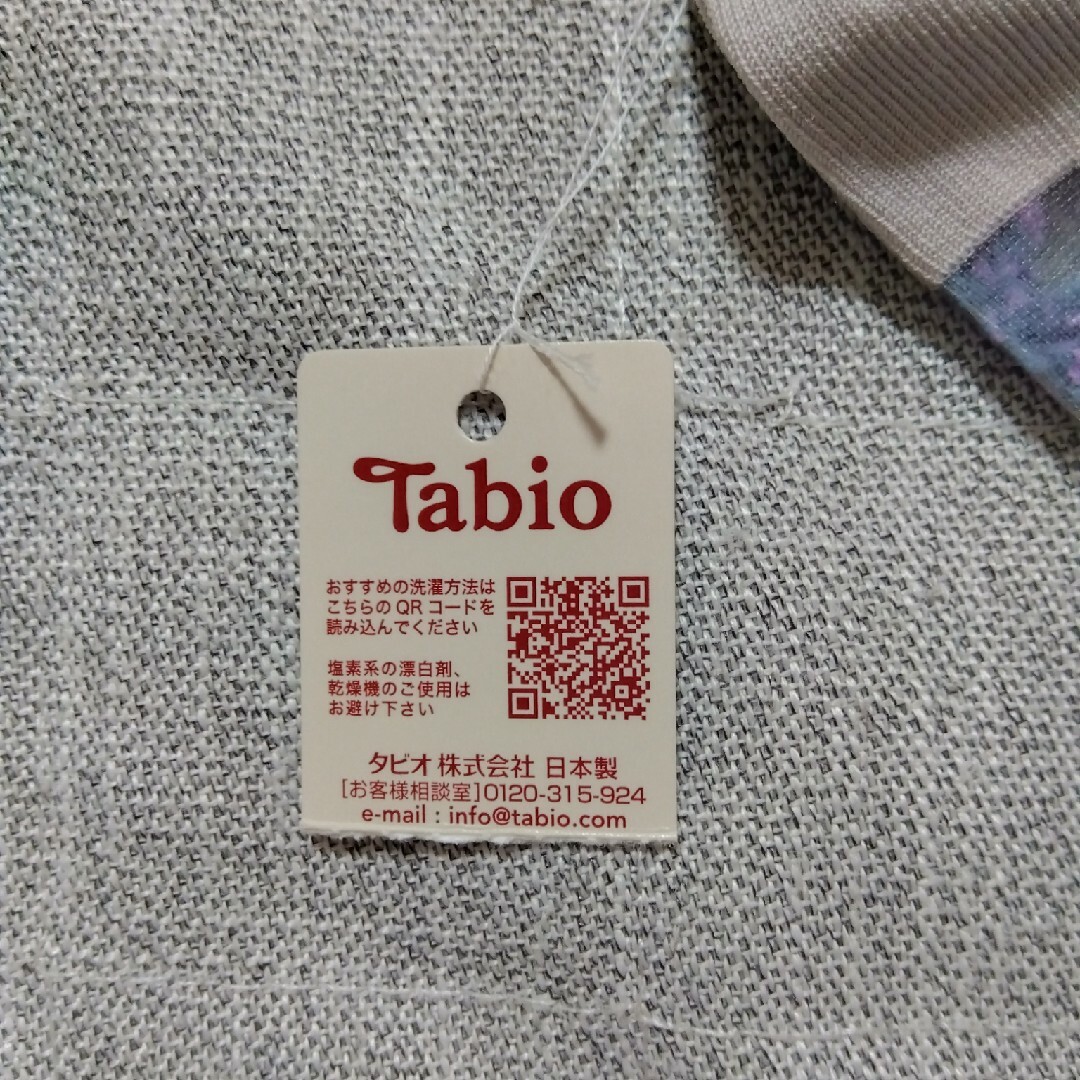 Tabio
おすすめの洗濯方法は
こちらのQRコードを
読み込んでください
塩素系の漂白剤、
乾燥機のご使用は
お避け下さい
タビオ株式会社 日本製
[お客様相談室]0120-315-924
e-mail : info@tabio.com